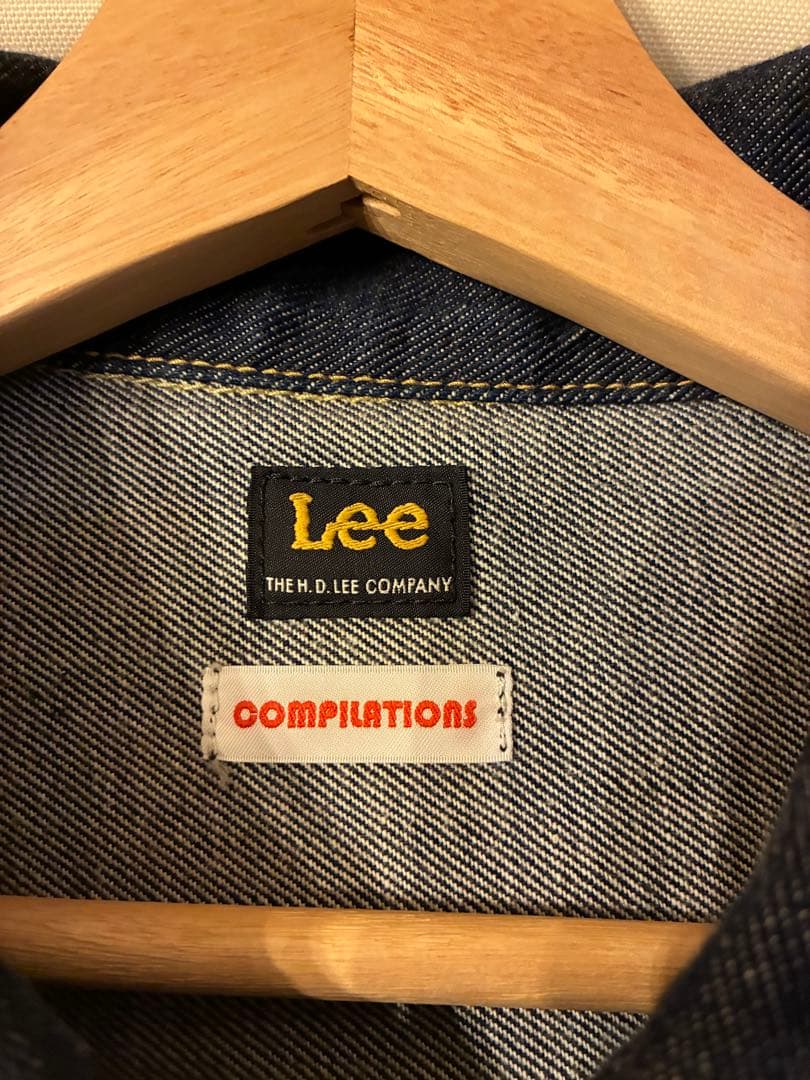 Lee
THE H.D. LEE COMPANY
COMPILATIONS